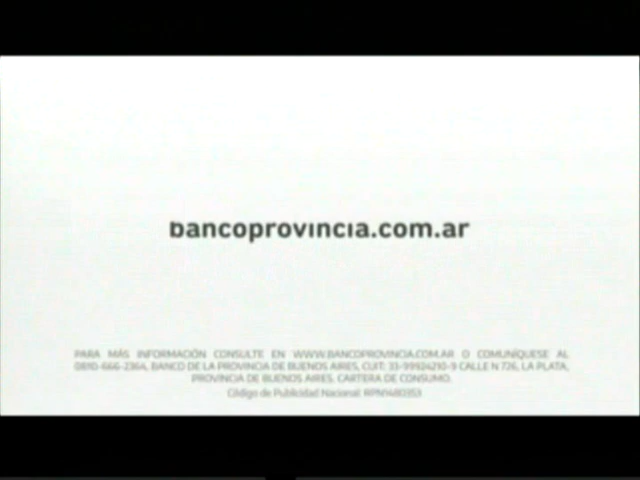 bancoprovincia.com.ar
PARA MÁS INFORMACIÓN CONSULTE EN WWW.BANCOPROVINCIA.COM.AR O COMUNÍQUESE AL
0810-666-2364. BANCO DE LA PROVINCIA DE BUENOS AIRES, CUIT: 33-99924210-9 CALLE N 726, LA PLATA,
PROVINCIA DE BUENOS AIRES. CARTERA DE CONSUMO.
Código de Publicidad Nacional: RPN1480353